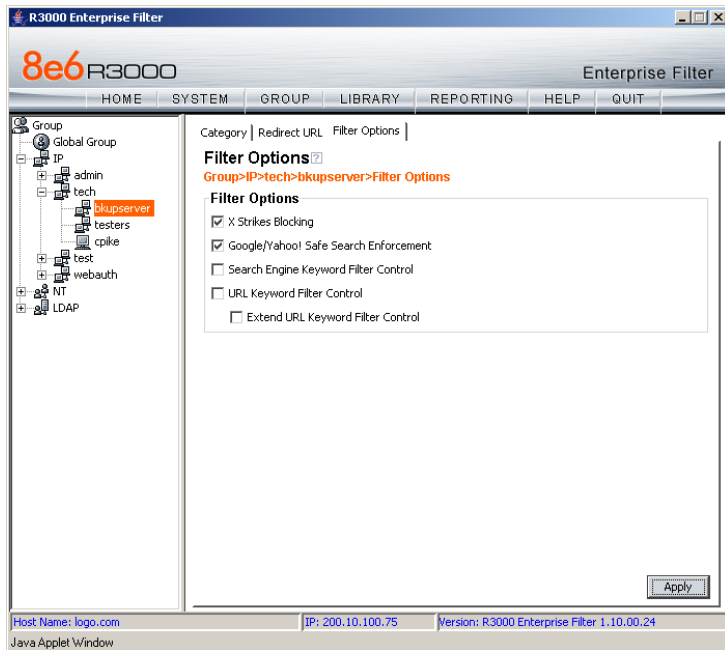 R3000 Enterprise Filter
8e6 R3000
Enterprise Filter
HOME SYSTEM GROUP LIBRARY REPORTING HELP QUIT
Group
Global Group
IP
admin
tech
bkupserver
testers
cpike
test
webauth
NT
LDAP
Category Redirect URL Filter Options
Filter Options ?
Group>IP>tech>bkupserver>Filter Options
Filter Options
X Strikes Blocking
Google/Yahoo! Safe Search Enforcement
Search Engine Keyword Filter Control
URL Keyword Filter Control
Extend URL Keyword Filter Control
Apply
Host Name: logo.com IP: 200.10.100.75 Version: R3000 Enterprise Filter 1.10.00.24
Java Applet Window